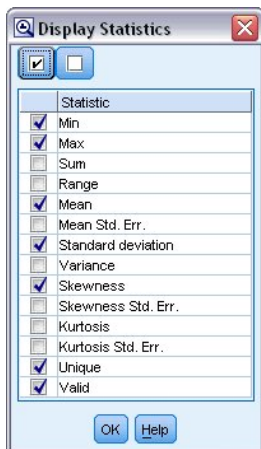 Display Statistics
Statistic
Min
Max
Sum
Range
Mean
Mean Std. Err.
Standard deviation
Variance
Skewness
Skewness Std. Err.
Kurtosis
Kurtosis Std. Err.
Unique
Valid
OK Help